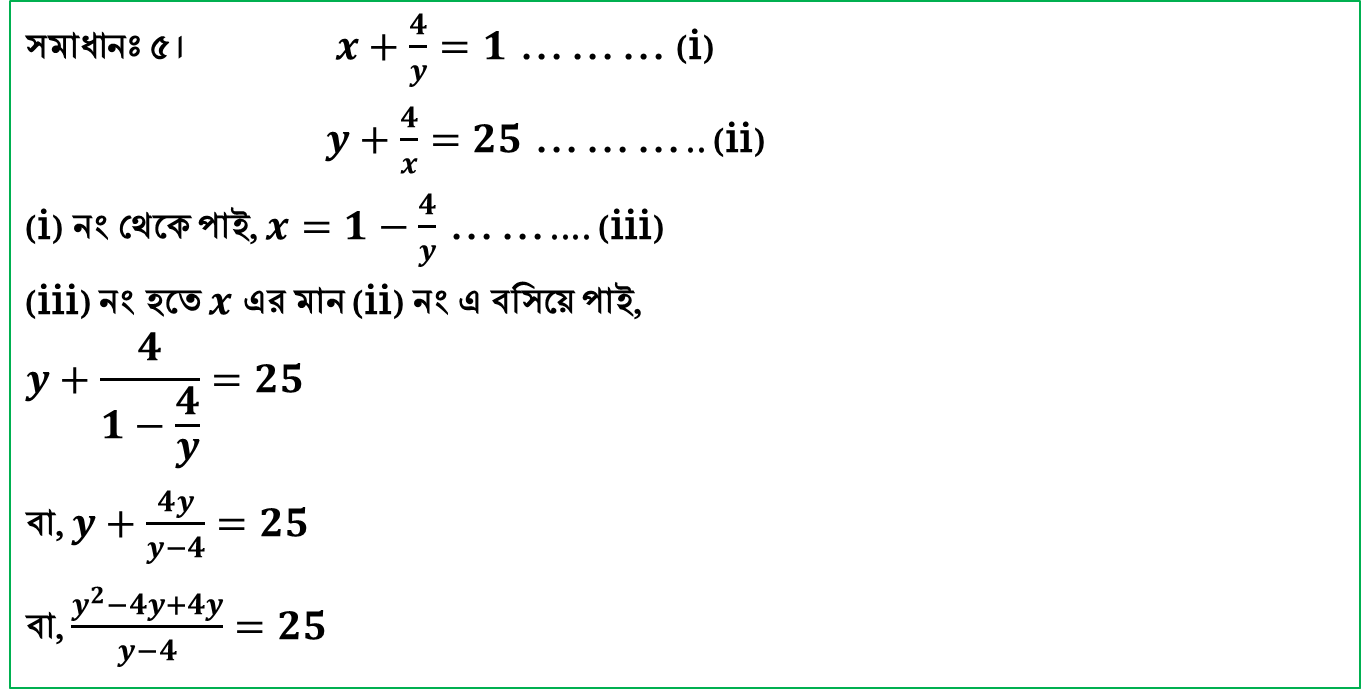 সমাধানঃ ৫। x + 4/y = 1 ... ... ... (i)
y + 4/x = 25 ... ... ... .. (ii)
(i) নং থেকে পাই, x = 1 − 4/y ... ... .... (iii)
(iii) নং হতে x এর মান (ii) নং এ বসিয়ে পাই,
y + 4/(1 − 4/y) = 25
বা, y + 4y/(y−4) = 25
বা, (y²−4y+4y)/(y−4) = 25